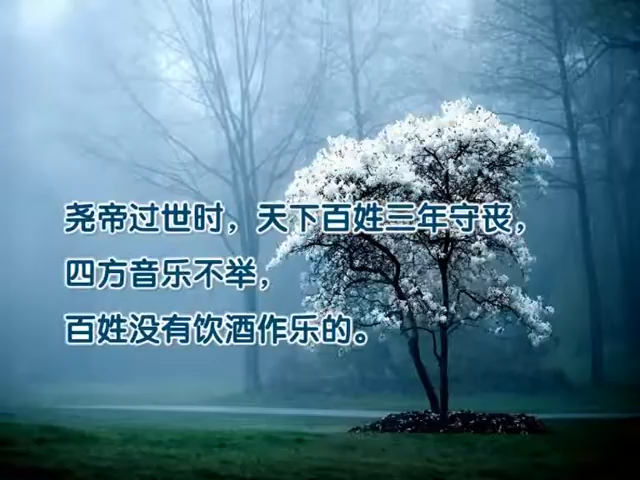 尧帝过世时，天下百姓三年守丧，
四方音乐不举，
百姓没有饮酒作乐的。